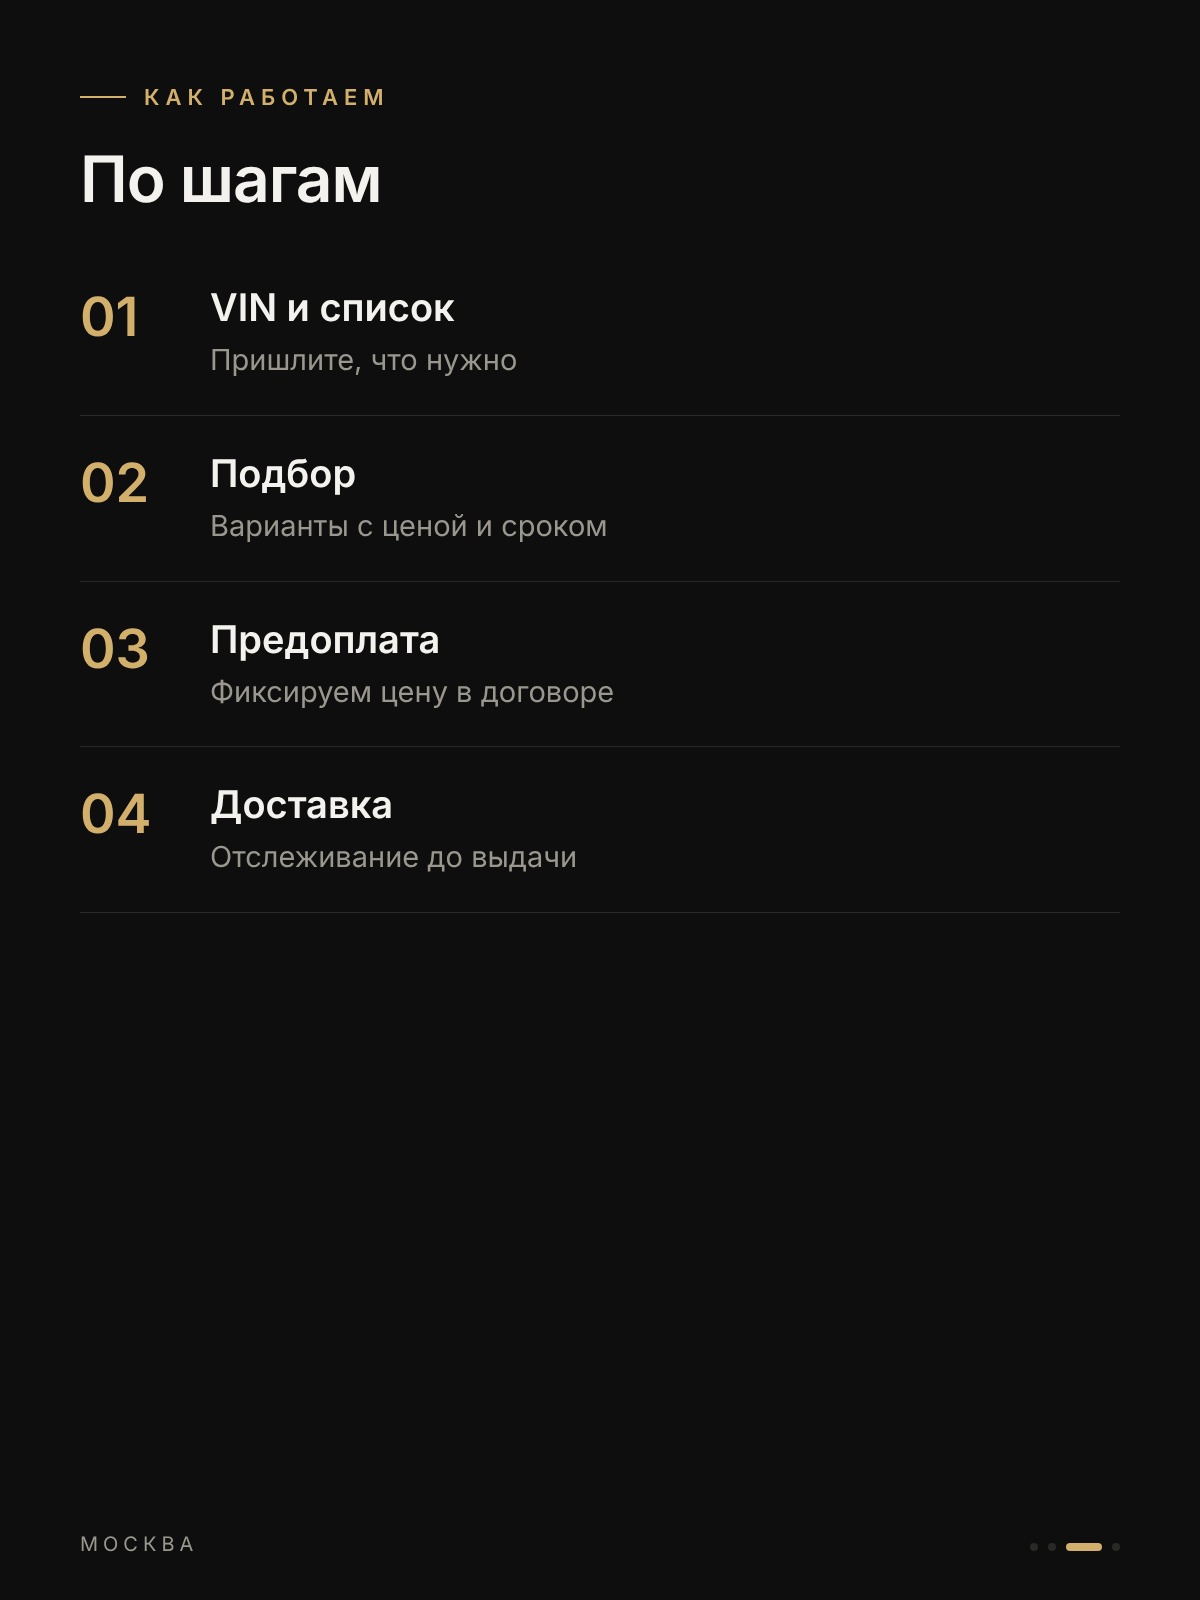 КАК РАБОТАЕМ
По шагам
01
VIN и список
Пришлите, что нужно
02
Подбор
Варианты с ценой и сроком
03
Предоплата
Фиксируем цену в договоре
04
Доставка
Отслеживание до выдачи
МОСКВА